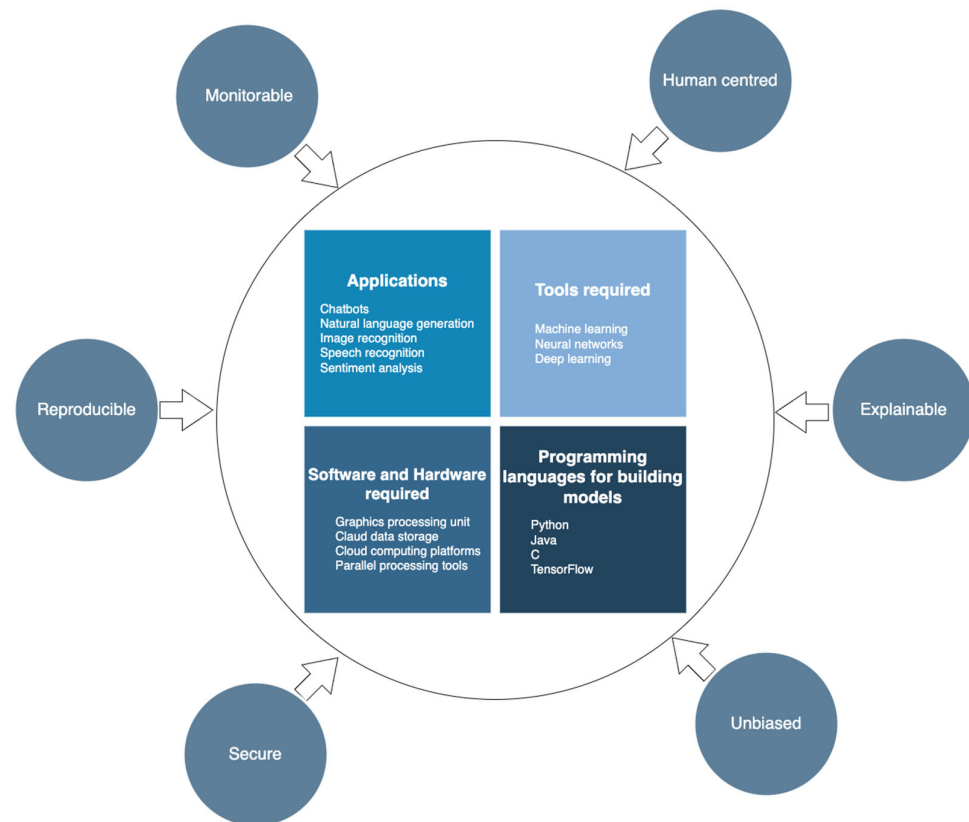 Monitorable
Human centred
Applications
Chatbots
Natural language generation
Image recognition
Speech recognition
Sentiment analysis
Tools required
Machine learning
Neural networks
Deep learning
Reproducible
Explainable
Software and Hardware
required
Graphics processing unit
Claud data storage
Cloud computing platforms
Parallel processing tools
Programming
languages for building
models
Python
Java
C
TensorFlow
Secure
Unbiased